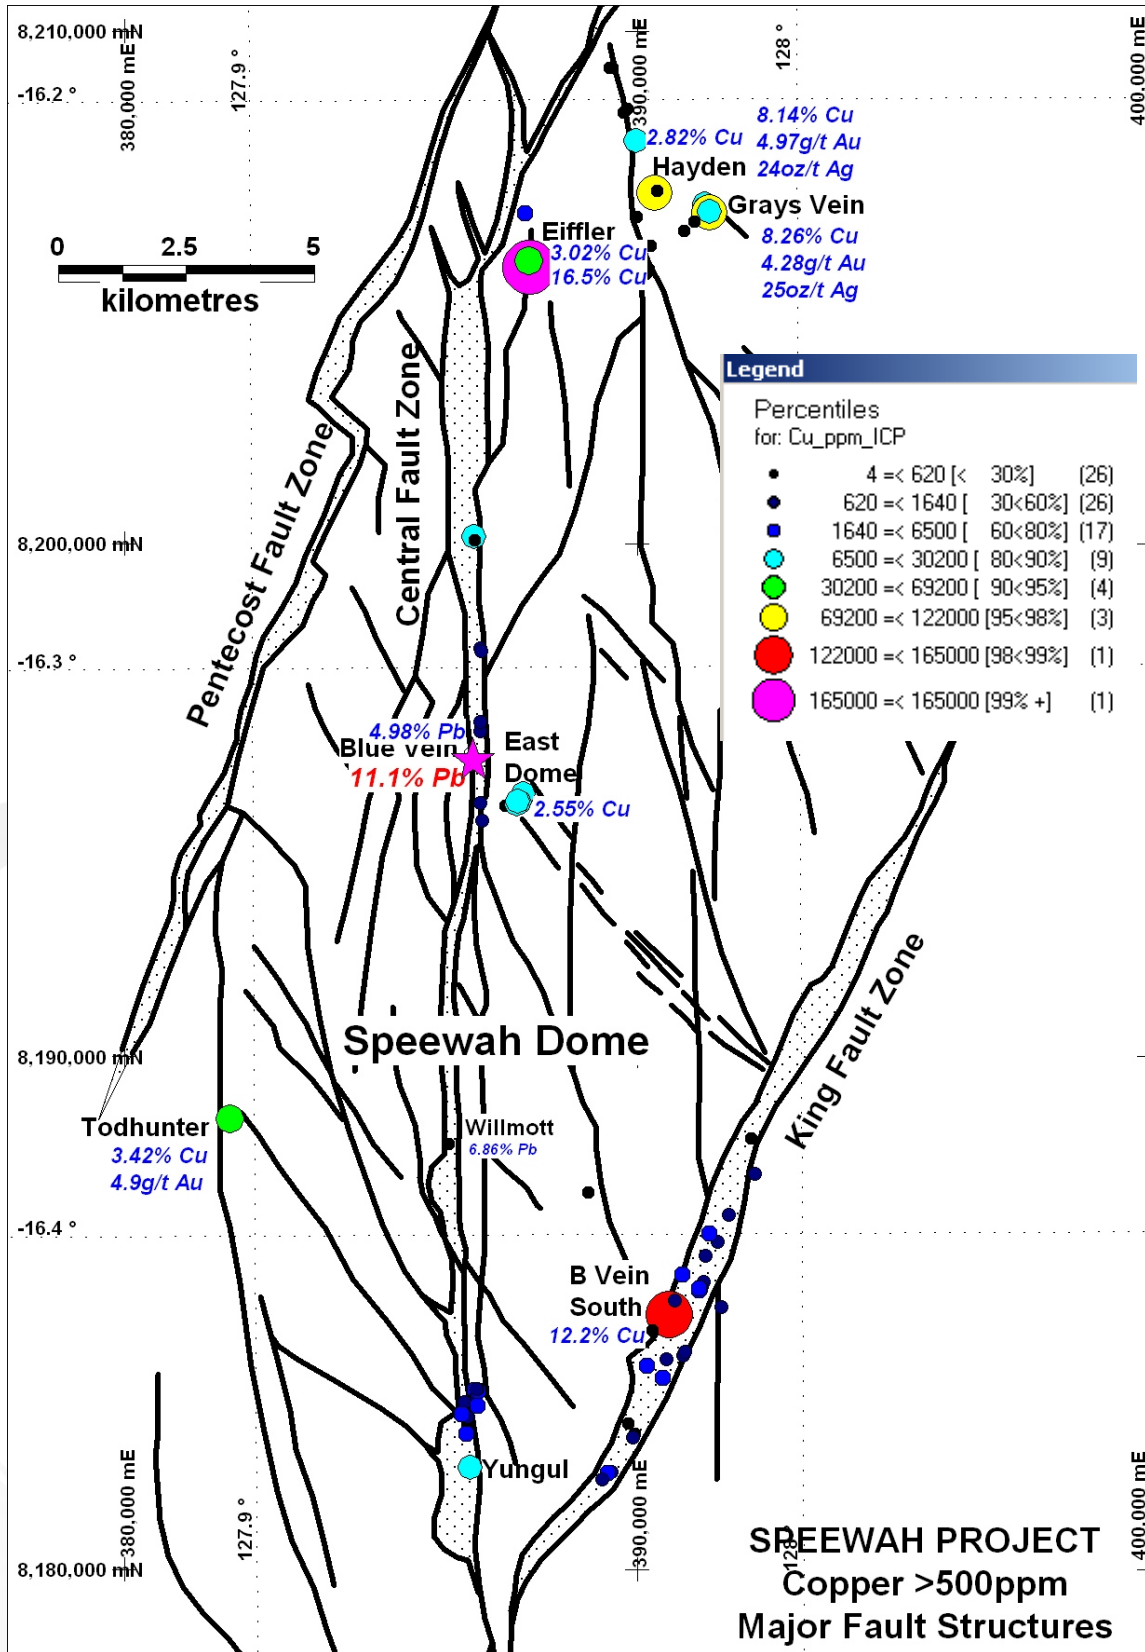 8,210,000 mN
380,000 mE
127.9 °
390,000 mE
128 °
400,000 mE
-16.2 °
2.82% Cu
8.14% Cu
4.97g/t Au
24oz/t Ag
Hayden
Grays Vein
8.26% Cu
4.28g/t Au
25oz/t Ag
Eiffler
3.02% Cu
16.5% Cu
0 2.5 5
kilometres
Legend
Percentiles
for: Cu_ppm_ICP
4 =< 620 [< 30%] (26)
620 =< 1640 [ 30<60%] (26)
1640 =< 6500 [ 60<80%] (17)
6500 =< 30200 [ 80<90%] (9)
30200 =< 69200 [ 90<95%] (4)
69200 =< 122000 [95<98%] (3)
122000 =< 165000 [98<99%] (1)
165000 =< 165000 [99% +] (1)
Pentecost Fault Zone
Central Fault Zone
8,200,000 mN
-16.3 °
4.98% Pb
Blue Vein
11.1% Pb
East
Dome
2.55% Cu
King Fault Zone
Speewah Dome
8,190,000 mN
Todhunter
3.42% Cu
4.9g/t Au
Willmott
6.86% Pb
-16.4 °
B Vein
South
12.2% Cu
Yungul
380,000 mE
127.9 °
390,000 mE
128 °
400,000 mE
8,180,000 mN
SPEEWAH PROJECT
Copper >500ppm
Major Fault Structures